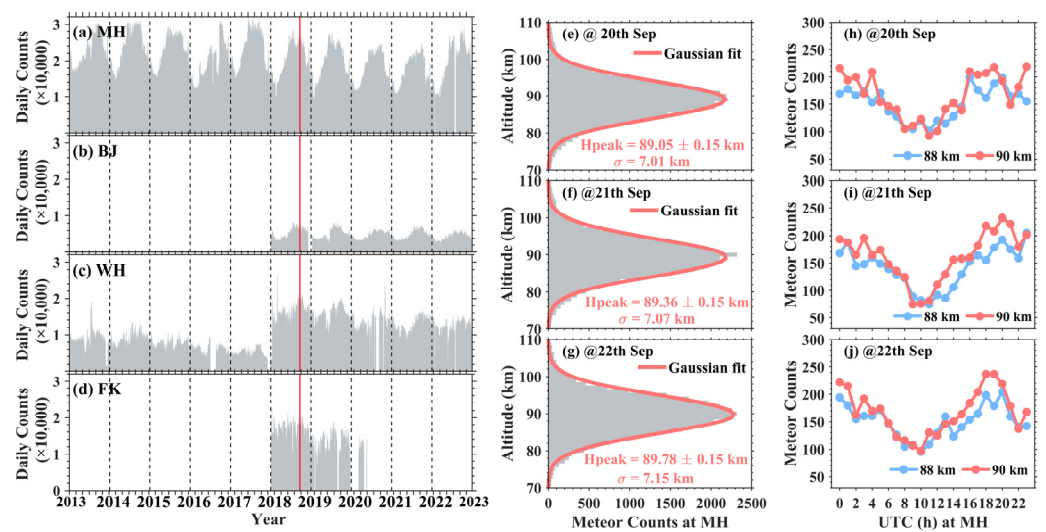 (a) MH
Daily Counts
(×10,000)
3
2
1
(b) BJ
Daily Counts
(×10,000)
3
2
1
(c) WH
Daily Counts
(×10,000)
3
2
1
(d) FK
Daily Counts
(×10,000)
3
2
1
2013 2014 2015 2016 2017 2018 2019 2020 2021 2022 2023
Year
(e) @ 20th Sep
Gaussian fit
Altitude (km)
110
100
90
80
70
Hpeak = 89.05 ± 0.15 km
σ = 7.01 km
(f) @ 21th Sep
Gaussian fit
Altitude (km)
110
100
90
80
70
Hpeak = 89.36 ± 0.15 km
σ = 7.07 km
(g) @ 22th Sep
Gaussian fit
Altitude (km)
110
100
90
80
70
Hpeak = 89.78 ± 0.15 km
σ = 7.15 km
0 500 1000 1500 2000 2500
Meteor Counts at MH
(h) @20th Sep
Meteor Counts
300
250
200
150
100
50
88 km 90 km
(i) @21th Sep
Meteor Counts
300
250
200
150
100
50
88 km 90 km
(j) @22th Sep
Meteor Counts
300
250
200
150
100
50
88 km 90 km
0 2 4 6 8 10 12 14 16 18 20 22
UTC (h) at MH